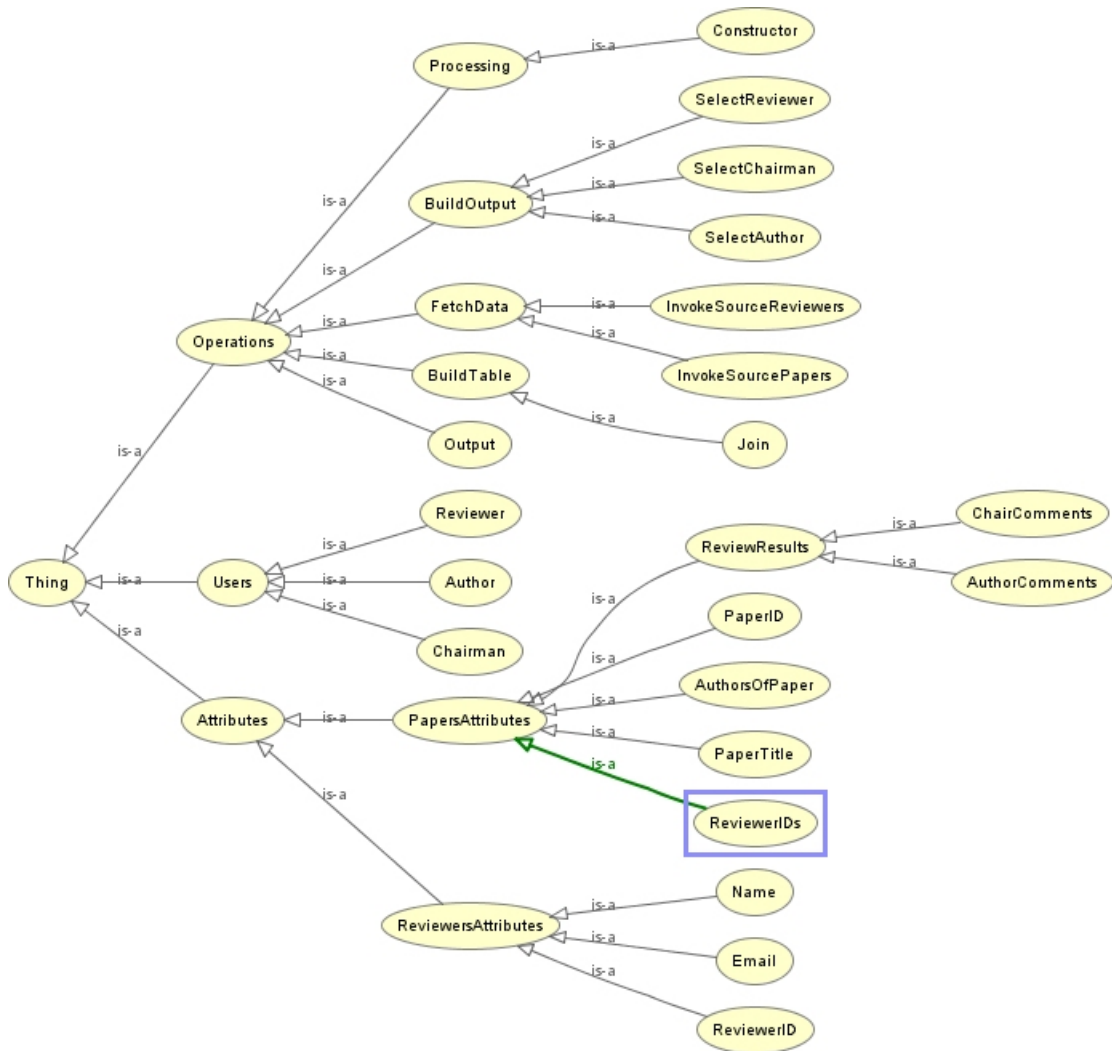 Constructor
is-a
Processing
SelectReviewer
is-a
SelectChairman
is-a
is-a
BuildOutput
is-a
SelectAuthor
is-a
FetchData
is-a
InvokeSourceReviewers
is-a
Operations
is-a
is-a
BuildTable
InvokeSourcePapers
is-a
is-a
Output
Join
is-a
Reviewer
ChairComments
is-a
is-a
ReviewResults
Thing
is-a
Users
is-a
Author
is-a
AuthorComments
is-a
is-a
PaperID
is-a
Chairman
is-a
AuthorsOfPaper
is-a
Attributes
is-a
PapersAttributes
is-a
PaperTitle
is-a
is-a
ReviewerIDs
Name
is-a
ReviewersAttributes
is-a
Email
is-a
ReviewerID